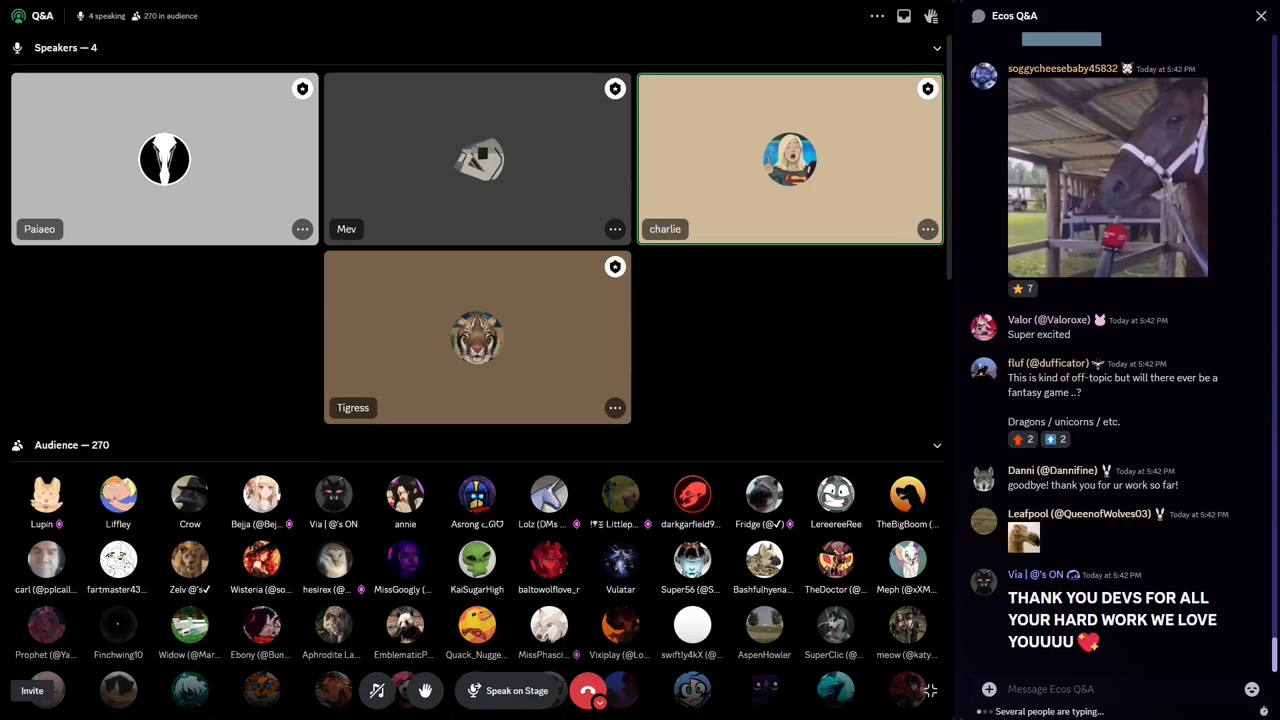 Q&A
4 speaking
270 in audience
Speakers — 4
Paiaeo
Mev
charlie
Tigress
Audience — 270
Lupin
Liffley
Crow
Bejja (@Bej...
Via | @'s ON
annie
Asrong
Lolz (DMs ...
Littlep...
darkgarfield9...
Fridge (@✓)
LereereeRee
TheBigBoom (...
carl (@pplcall...
fartmaster43...
Zelv @'s✓
Wisteria (@so...
hesirex (@...
MissGoogly (...
KaiSugarHigh
baltowolflove_r
Vulatar
Super56 (@S...
Bashfulhyena...
TheDoctor (@...
Meph (@xXM...
Prophet (@Ya...
Finchwing10
Widow (@Mar...
Ebony (@Bun...
Aphrodite La...
EmblematicP...
Quack_Nugge...
MissPhasci...
Vixiplay (@Lo...
swiftly4kX (@...
AspenHowler
SuperClic (@...
meow (@katy...
Invite
Speak on Stage
Ecos Q&A
soggycheesebaby45832 Today at 5:42 PM
7
Valor (@Valoroxe) Today at 5:42 PM
Super excited
fluf (@dufficator) Today at 5:42 PM
This is kind of off-topic but will there ever be a
fantasy game ..?
Dragons / unicorns / etc.
2 2
Danni (@Dannifine) Today at 5:42 PM
goodbye! thank you for ur work so far!
Leafpool (@QueenofWolves03) Today at 5:42 PM
Via | @'s ON Today at 5:42 PM
THANK YOU DEVS FOR ALL
YOUR HARD WORK WE LOVE
YOUUUU 💖
Message Ecos Q&A
Several people are typing...